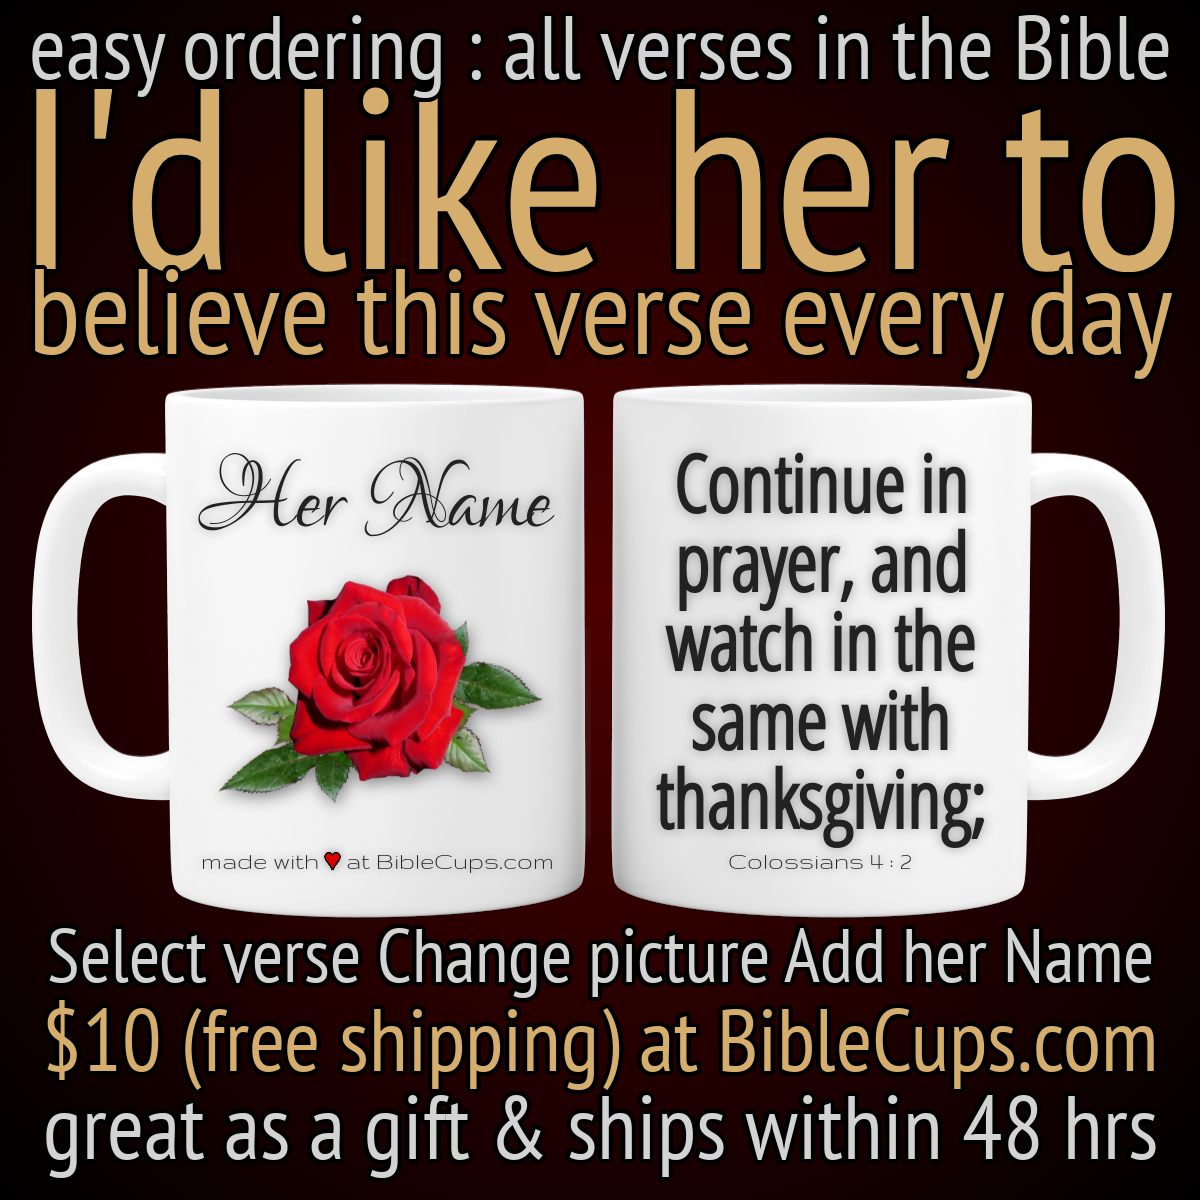 easy ordering : all verses in the Bible
I'd like her to
believe this verse every day
Her Name
made with ♥ at BibleCups.com
Continue in
prayer, and
watch in the
same with
thanksgiving;
Colossians 4 : 2
Select verse Change picture Add her Name
$10 (free shipping) at BibleCups.com
great as a gift & ships within 48 hrs